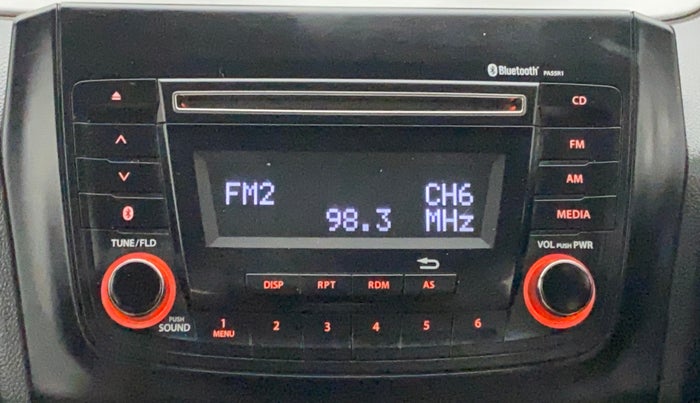 Bluetooth® PA55R1
CD
FM
AM
MEDIA
FM2 CH6
98.3 MHz
TUNE/FLD
VOL PUSH PWR
DISP RPT RDM AS
PUSH SOUND
1 MENU 2 3 4 5 6